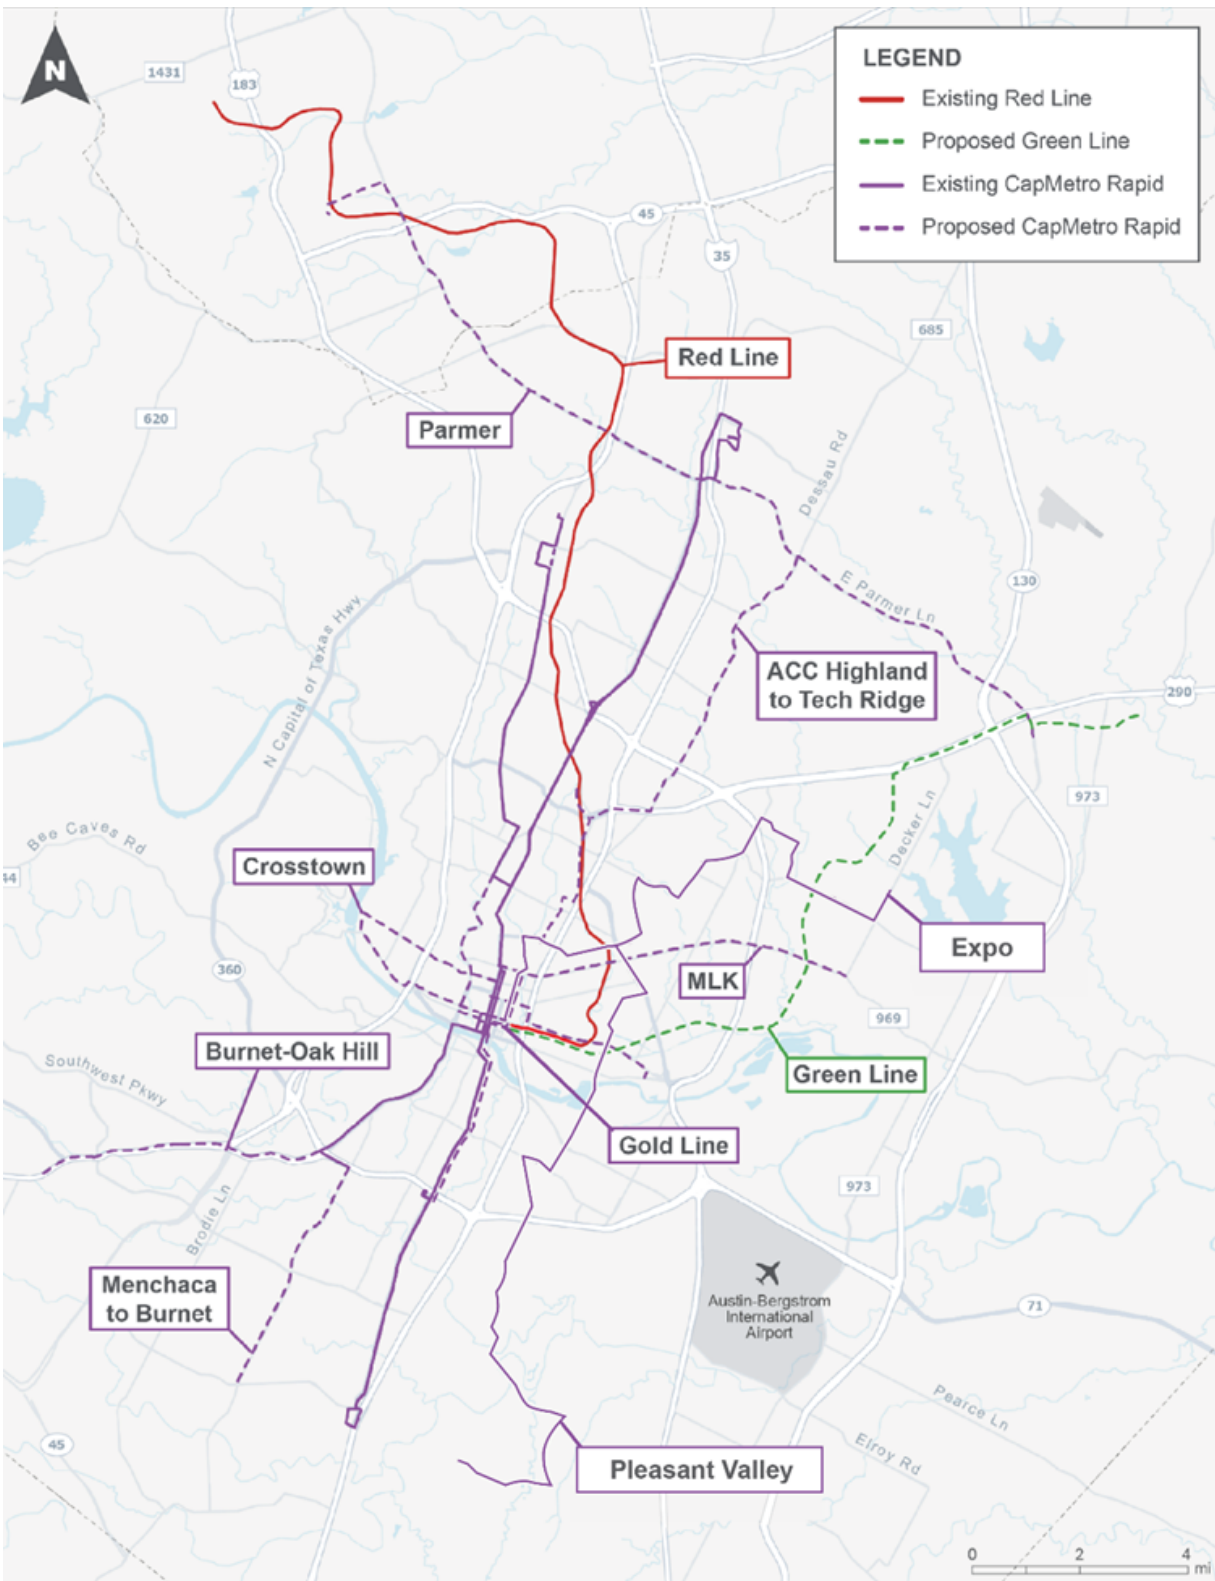 N
1431
183
LEGEND
Existing Red Line
Proposed Green Line
Existing CapMetro Rapid
Proposed CapMetro Rapid
45
35
685
Red Line
620
Parmer
Dessau Rd
E Parmer Ln
130
N Capital of Texas Hwy
ACC Highland
to Tech Ridge
290
973
Decker Ln
Bee Caves Rd
44
Crosstown
Expo
360
MLK
969
Burnet-Oak Hill
Southwest Pkwy
Green Line
Gold Line
973
Brodie Ln
Menchaca
to Burnet
Austin-Bergstrom
International
Airport
71
Pearce Ln
Elroy Rd
45
Pleasant Valley
0 2 4
mi